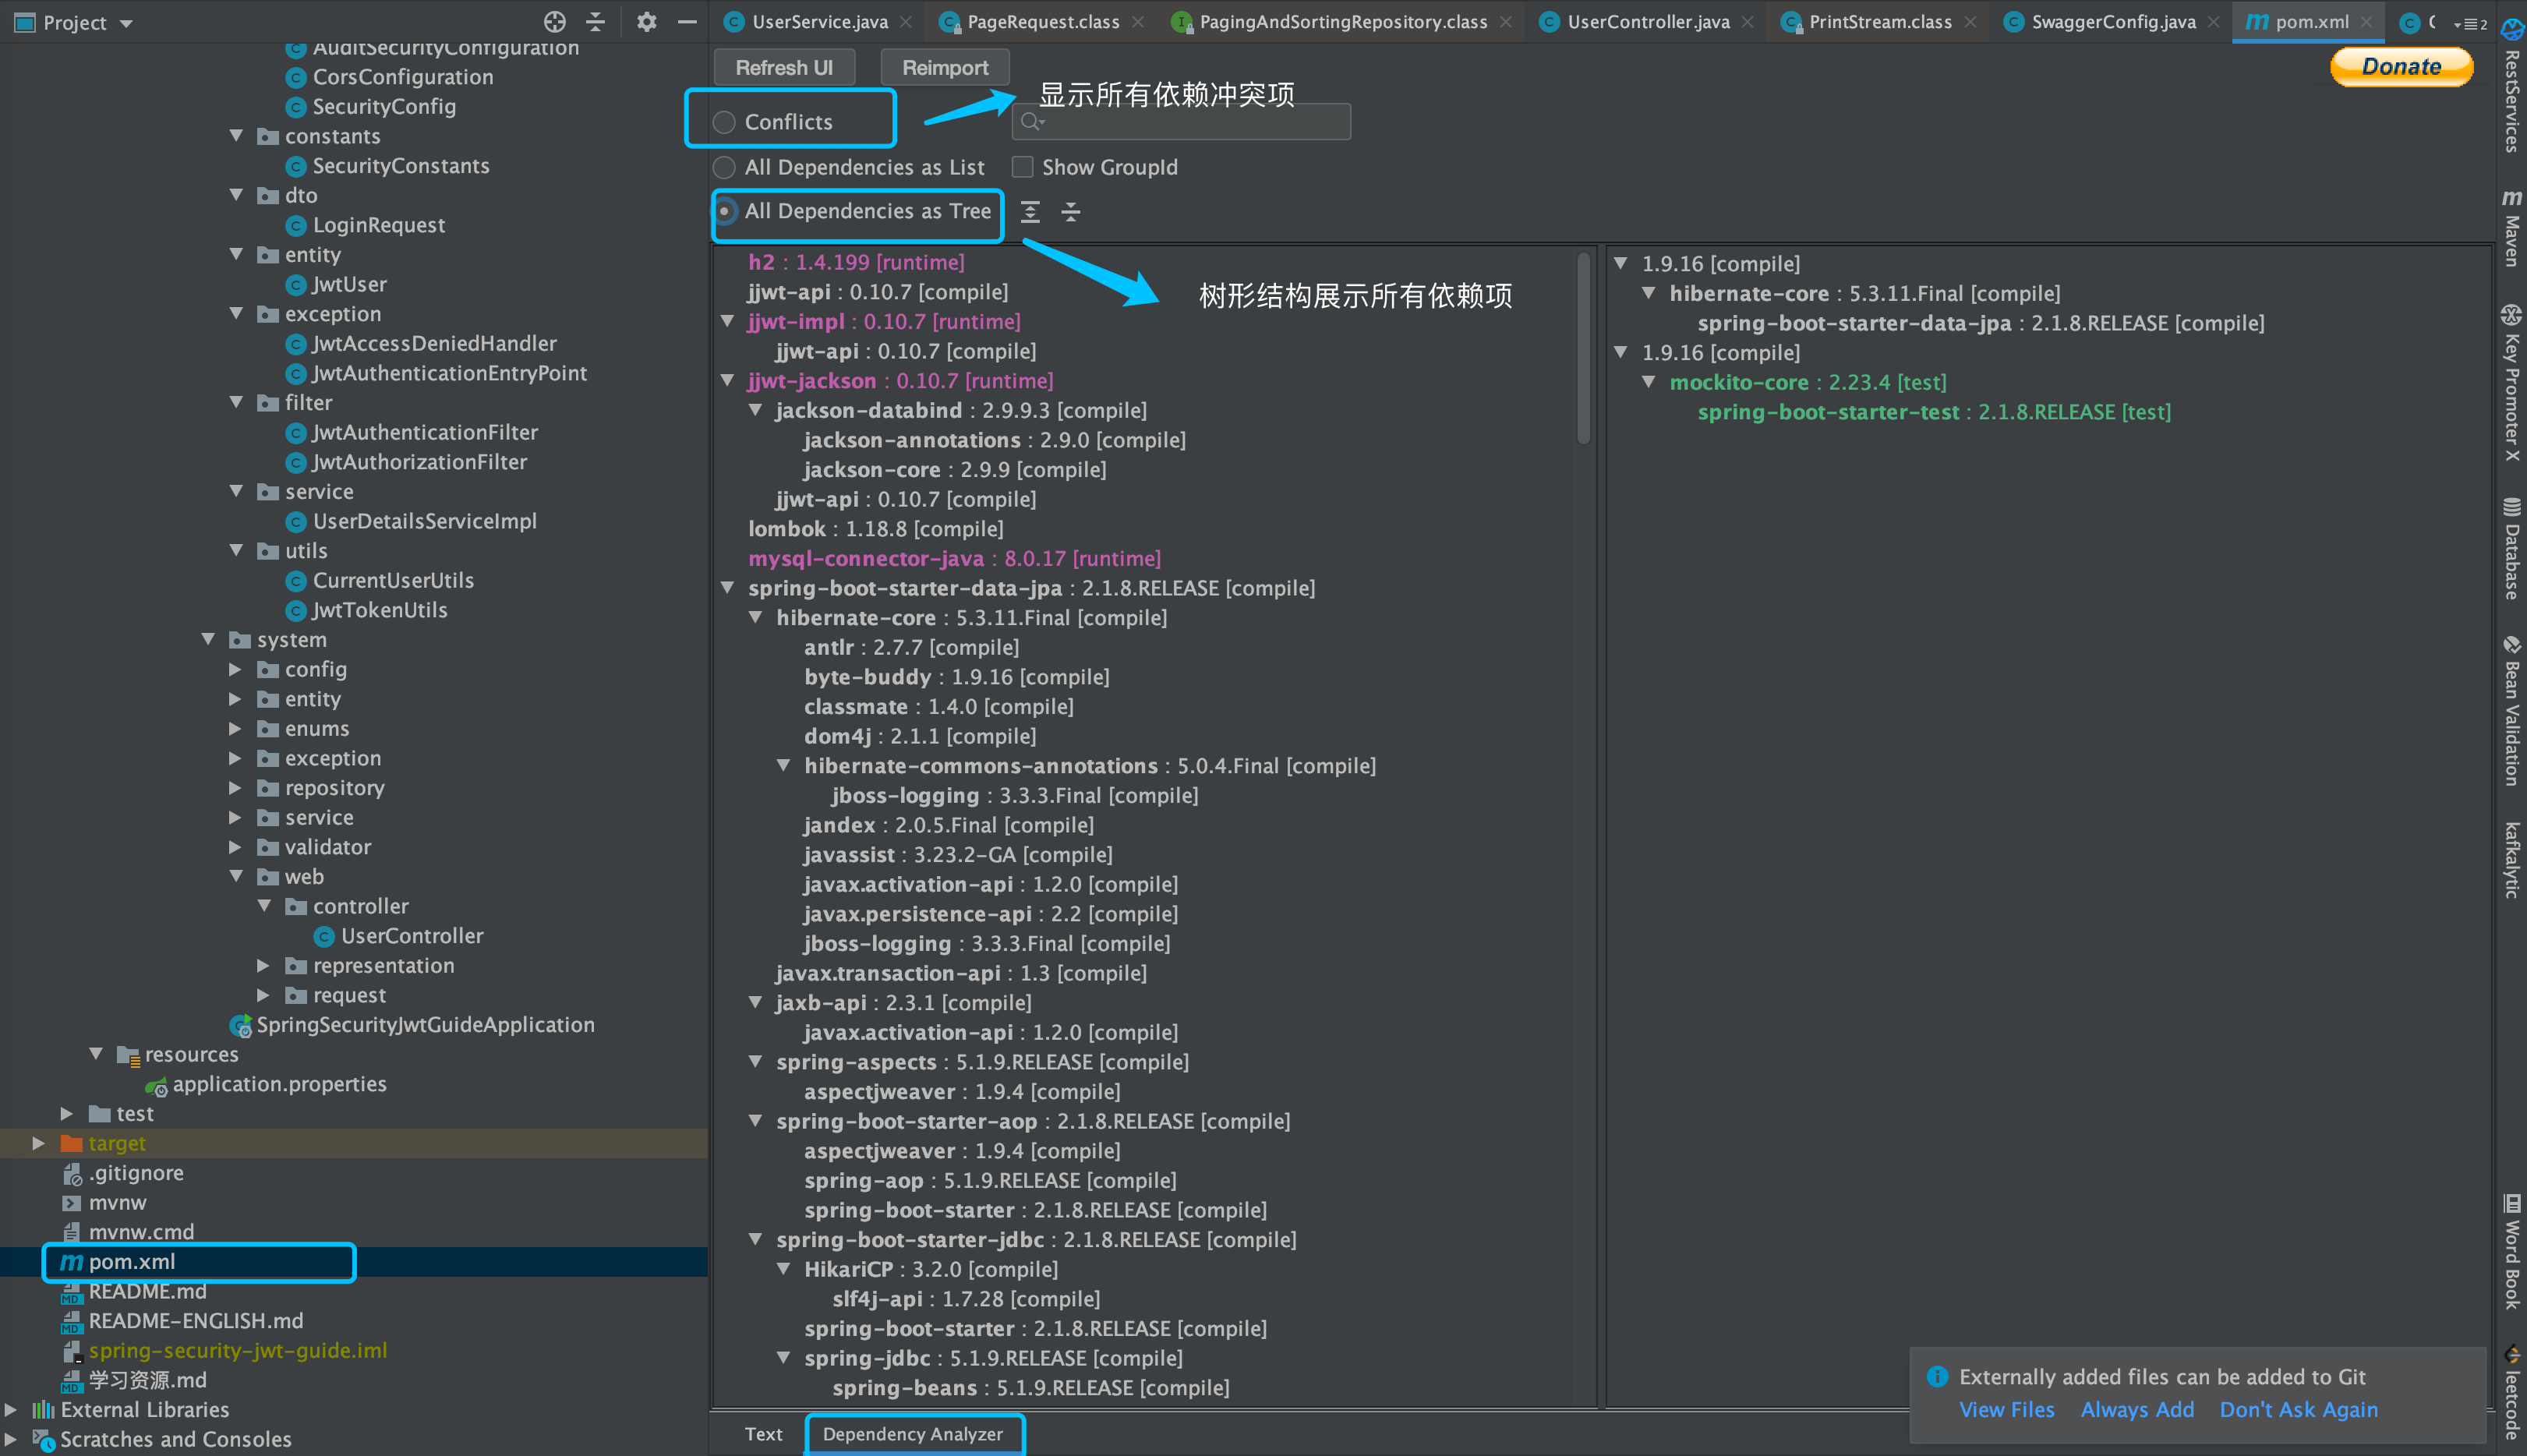 Project
UserService.java
PageRequest.class
PagingAndSortingRepository.class
UserController.java
PrintStream.class
SwaggerConfig.java
pom.xml
2
AuditSecurityConfiguration
CorsConfiguration
SecurityConfig
constants
SecurityConstants
dto
LoginRequest
entity
JwtUser
exception
JwtAccessDeniedHandler
JwtAuthenticationEntryPoint
filter
JwtAuthenticationFilter
JwtAuthorizationFilter
service
UserDetailsServiceImpl
utils
CurrentUserUtils
JwtTokenUtils
system
config
entity
enums
exception
repository
service
validator
web
controller
UserController
representation
request
SpringSecurityJwtGuideApplication
resources
application.properties
test
target
.gitignore
mvnw
mvnw.cmd
pom.xml
README.md
README-ENGLISH.md
spring-security-jwt-guide.iml
学习资源.md
External Libraries
Scratches and Consoles
Refresh UI
Reimport
Donate
Conflicts
显示所有依赖冲突项
All Dependencies as List
Show GroupId
All Dependencies as Tree
树形结构展示所有依赖项
h2 : 1.4.199 [runtime]
jjwt-api : 0.10.7 [compile]
jjwt-impl : 0.10.7 [runtime]
jjwt-api : 0.10.7 [compile]
jjwt-jackson : 0.10.7 [runtime]
jackson-databind : 2.9.9.3 [compile]
jackson-annotations : 2.9.0 [compile]
jackson-core : 2.9.9 [compile]
jjwt-api : 0.10.7 [compile]
lombok : 1.18.8 [compile]
mysql-connector-java : 8.0.17 [runtime]
spring-boot-starter-data-jpa : 2.1.8.RELEASE [compile]
hibernate-core : 5.3.11.Final [compile]
antlr : 2.7.7 [compile]
byte-buddy : 1.9.16 [compile]
classmate : 1.4.0 [compile]
dom4j : 2.1.1 [compile]
hibernate-commons-annotations : 5.0.4.Final [compile]
jboss-logging : 3.3.3.Final [compile]
jandex : 2.0.5.Final [compile]
javassist : 3.23.2-GA [compile]
javax.activation-api : 1.2.0 [compile]
javax.persistence-api : 2.2 [compile]
jboss-logging : 3.3.3.Final [compile]
javax.transaction-api : 1.3 [compile]
jaxb-api : 2.3.1 [compile]
javax.activation-api : 1.2.0 [compile]
spring-aspects : 5.1.9.RELEASE [compile]
aspectjweaver : 1.9.4 [compile]
spring-boot-starter-aop : 2.1.8.RELEASE [compile]
aspectjweaver : 1.9.4 [compile]
spring-aop : 5.1.9.RELEASE [compile]
spring-boot-starter : 2.1.8.RELEASE [compile]
spring-boot-starter-jdbc : 2.1.8.RELEASE [compile]
HikariCP : 3.2.0 [compile]
slf4j-api : 1.7.28 [compile]
spring-boot-starter : 2.1.8.RELEASE [compile]
spring-jdbc : 5.1.9.RELEASE [compile]
spring-beans : 5.1.9.RELEASE [compile]
1.9.16 [compile]
hibernate-core : 5.3.11.Final [compile]
spring-boot-starter-data-jpa : 2.1.8.RELEASE [compile]
1.9.16 [compile]
mockito-core : 2.23.4 [test]
spring-boot-starter-test : 2.1.8.RELEASE [test]
Text
Dependency Analyzer
Externally added files can be added to Git
View Files Always Add Don't Ask Again
RestServices
Maven
Key Promoter X
Database
Bean Validation
kafkalytic
Word Book
leetcode